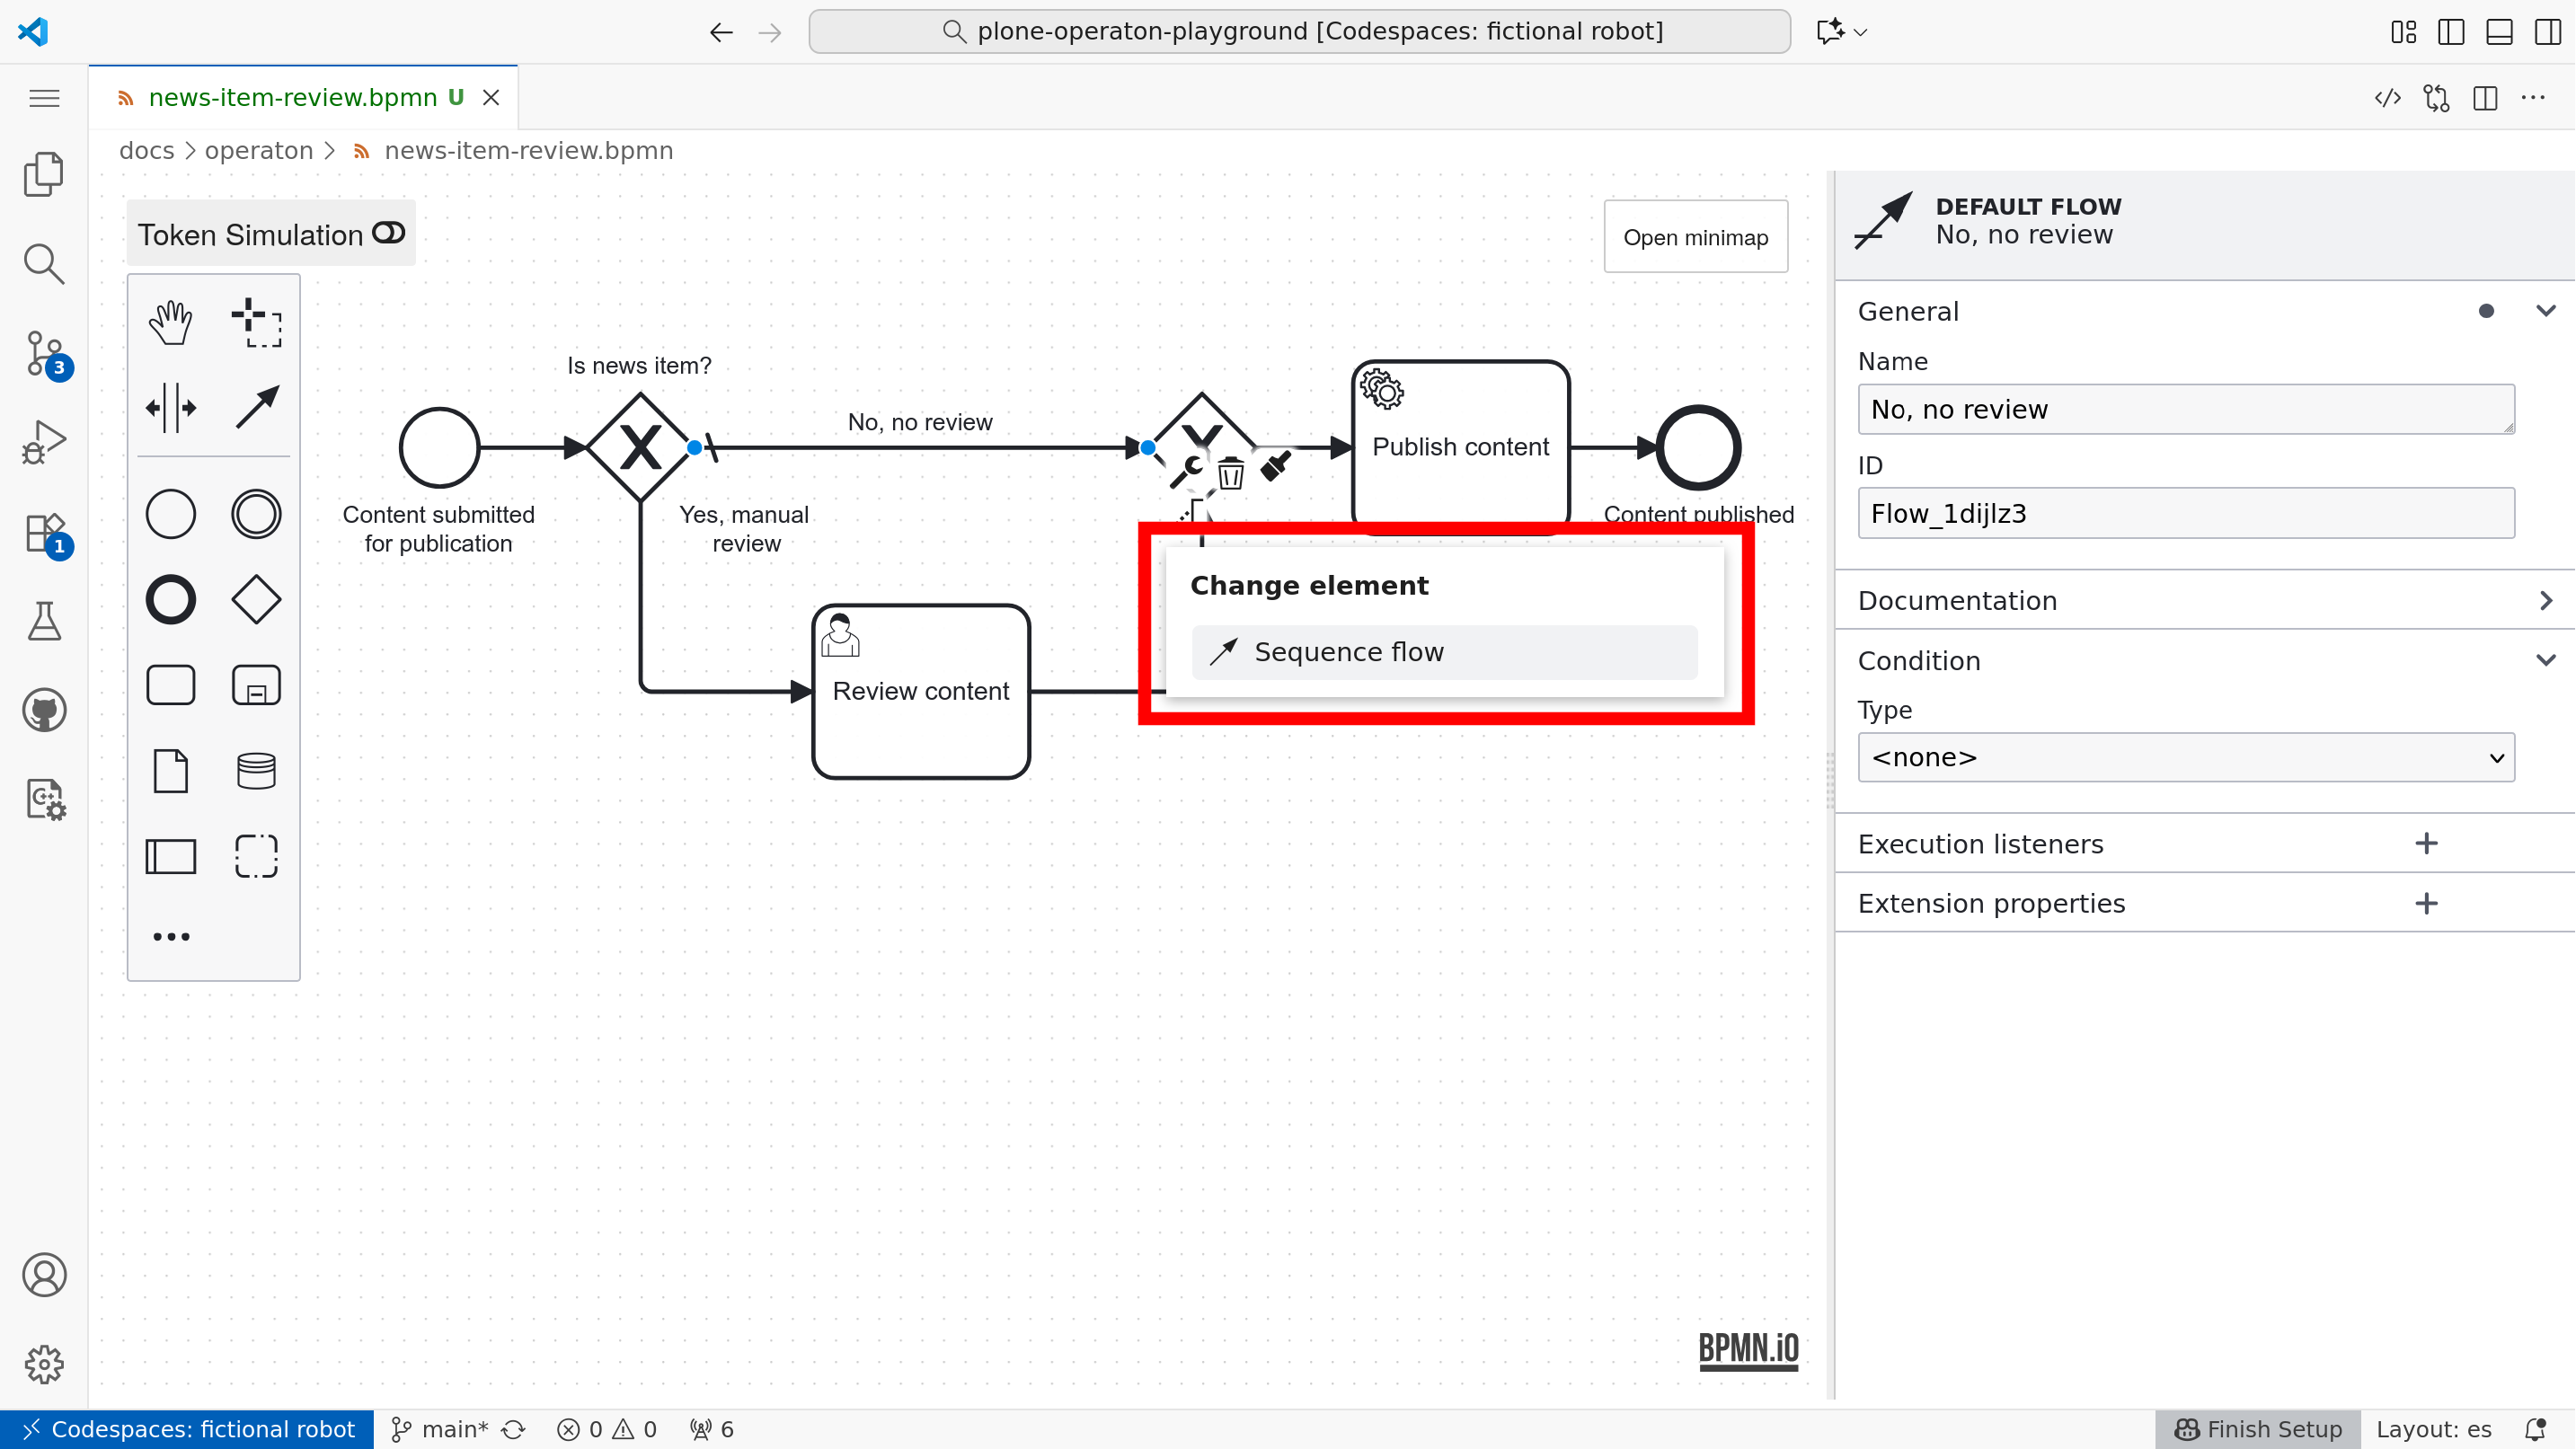 plone-operaton-playground [Codespaces: fictional robot]
news-item-review.bpmn U
docs operaton news-item-review.bpmn
Token Simulation
Open minimap
Is news item?
No, no review
Publish content
Content submitted
for publication
Yes, manual
review
Content published
Review content
Change element
Sequence flow
DEFAULT FLOW
No, no review
General
Name
No, no review
ID
Flow_1dijlz3
Documentation
Condition
Type
<none>
Execution listeners
Extension properties
3
1
C++
BPMN.iO
Codespaces: fictional robot
main*
0
0
6
Finish Setup
Layout: es